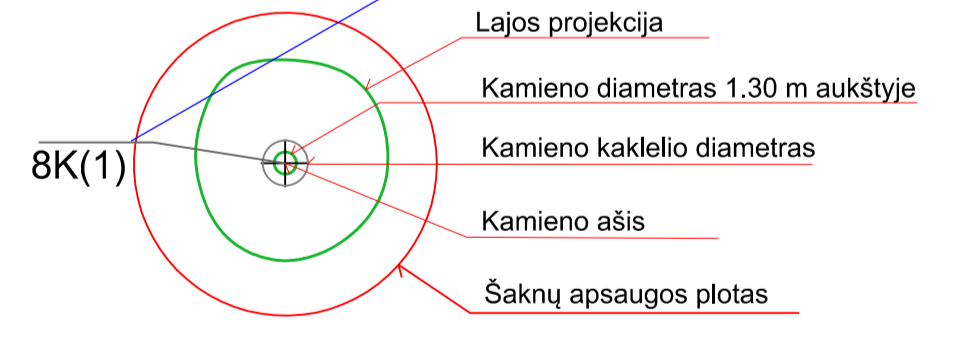 Lajos projekcija
Kamieno diametras 1.30 m aukštyje
Kamieno kaklelio diametras
8K(1)
Kamieno ašis
Šaknų apsaugos plotas